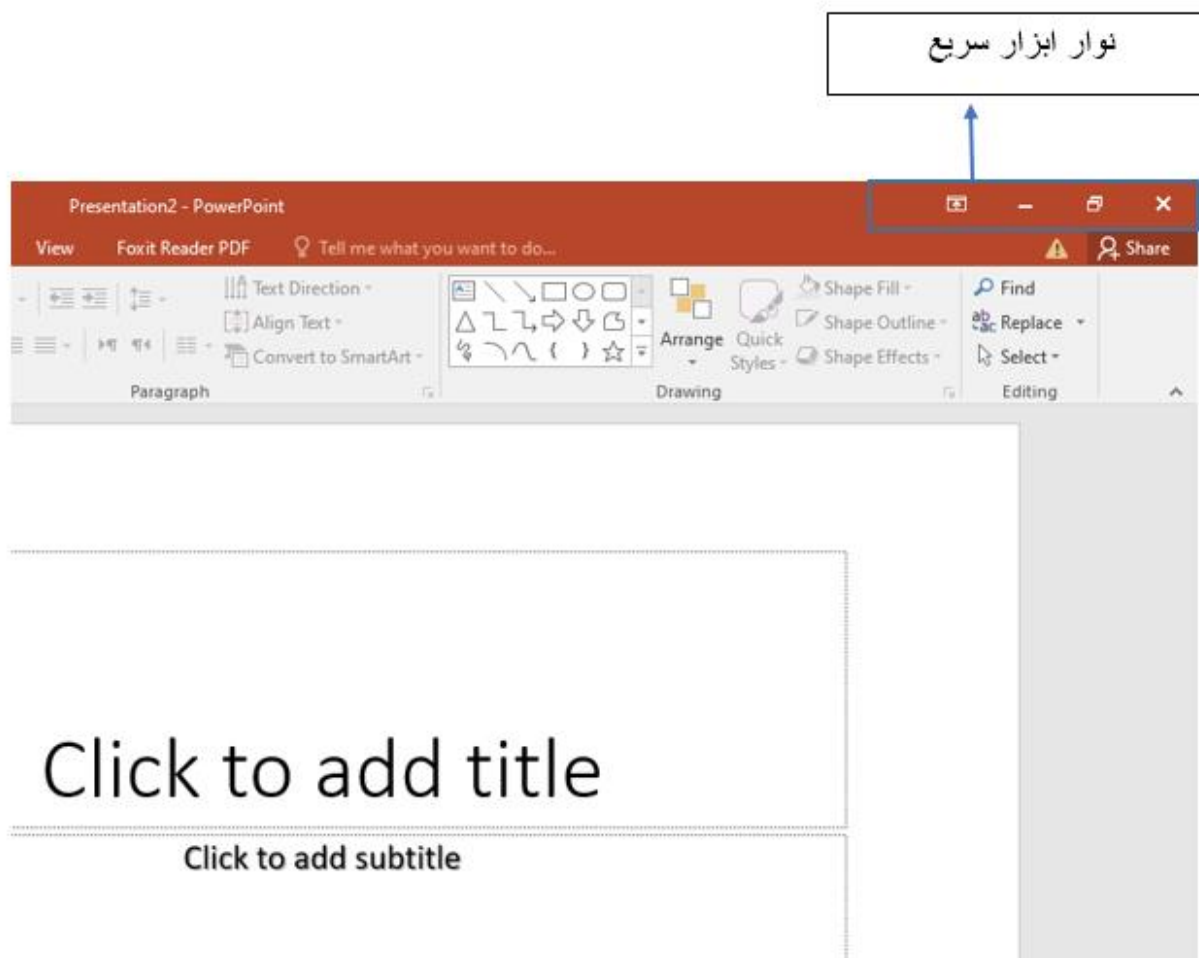 نوار ابزار سریع
Presentation2 - PowerPoint
View Foxit Reader PDF Tell me what you want to do... Share
Text Direction Shape Fill Find
Align Text Shape Outline Replace
Arrange Quick Styles
Convert to SmartArt Shape Effects Select
Paragraph Drawing Editing
Click to add title
Click to add subtitle